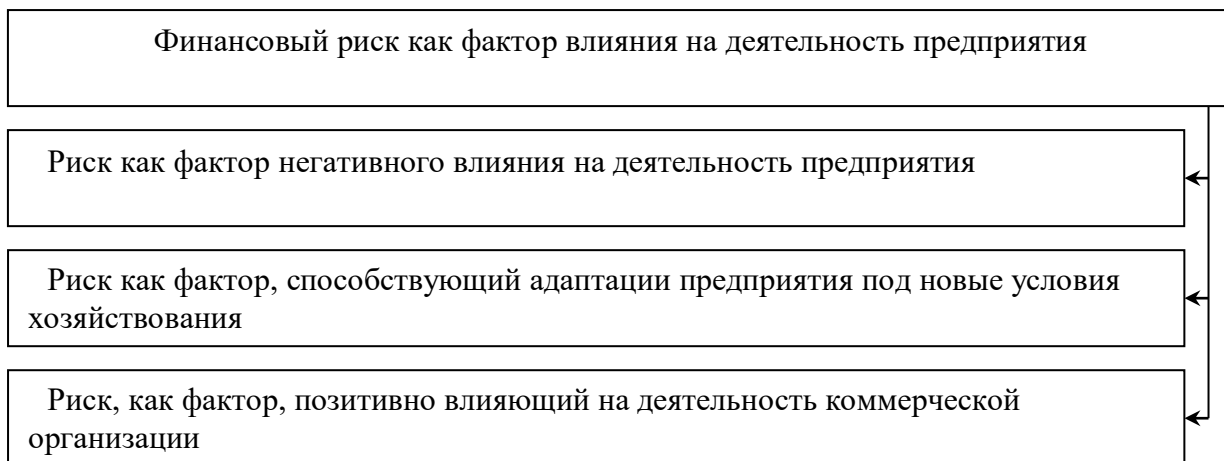 Финансовый риск как фактор влияния на деятельность предприятия
Риск как фактор негативного влияния на деятельность предприятия
Риск как фактор, способствующий адаптации предприятия под новые условия
хозяйствования
Риск, как фактор, позитивно влияющий на деятельность коммерческой
организации